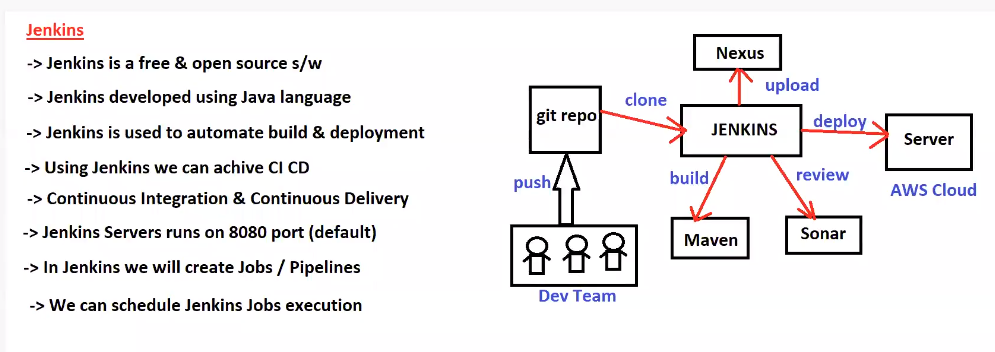 Jenkins
-> Jenkins is a free & open source s/w
-> Jenkins developed using Java language
-> Jenkins is used to automate build & deployment
-> Using Jenkins we can achive CI CD
-> Continuous Integration & Continuous Delivery
-> Jenkins Servers runs on 8080 port (default)
-> In Jenkins we will create Jobs / Pipelines
-> We can schedule Jenkins Jobs execution
Nexus
upload
clone
git repo
JENKINS
deploy
Server
AWS Cloud
push
build
review
Maven
Sonar
Dev Team